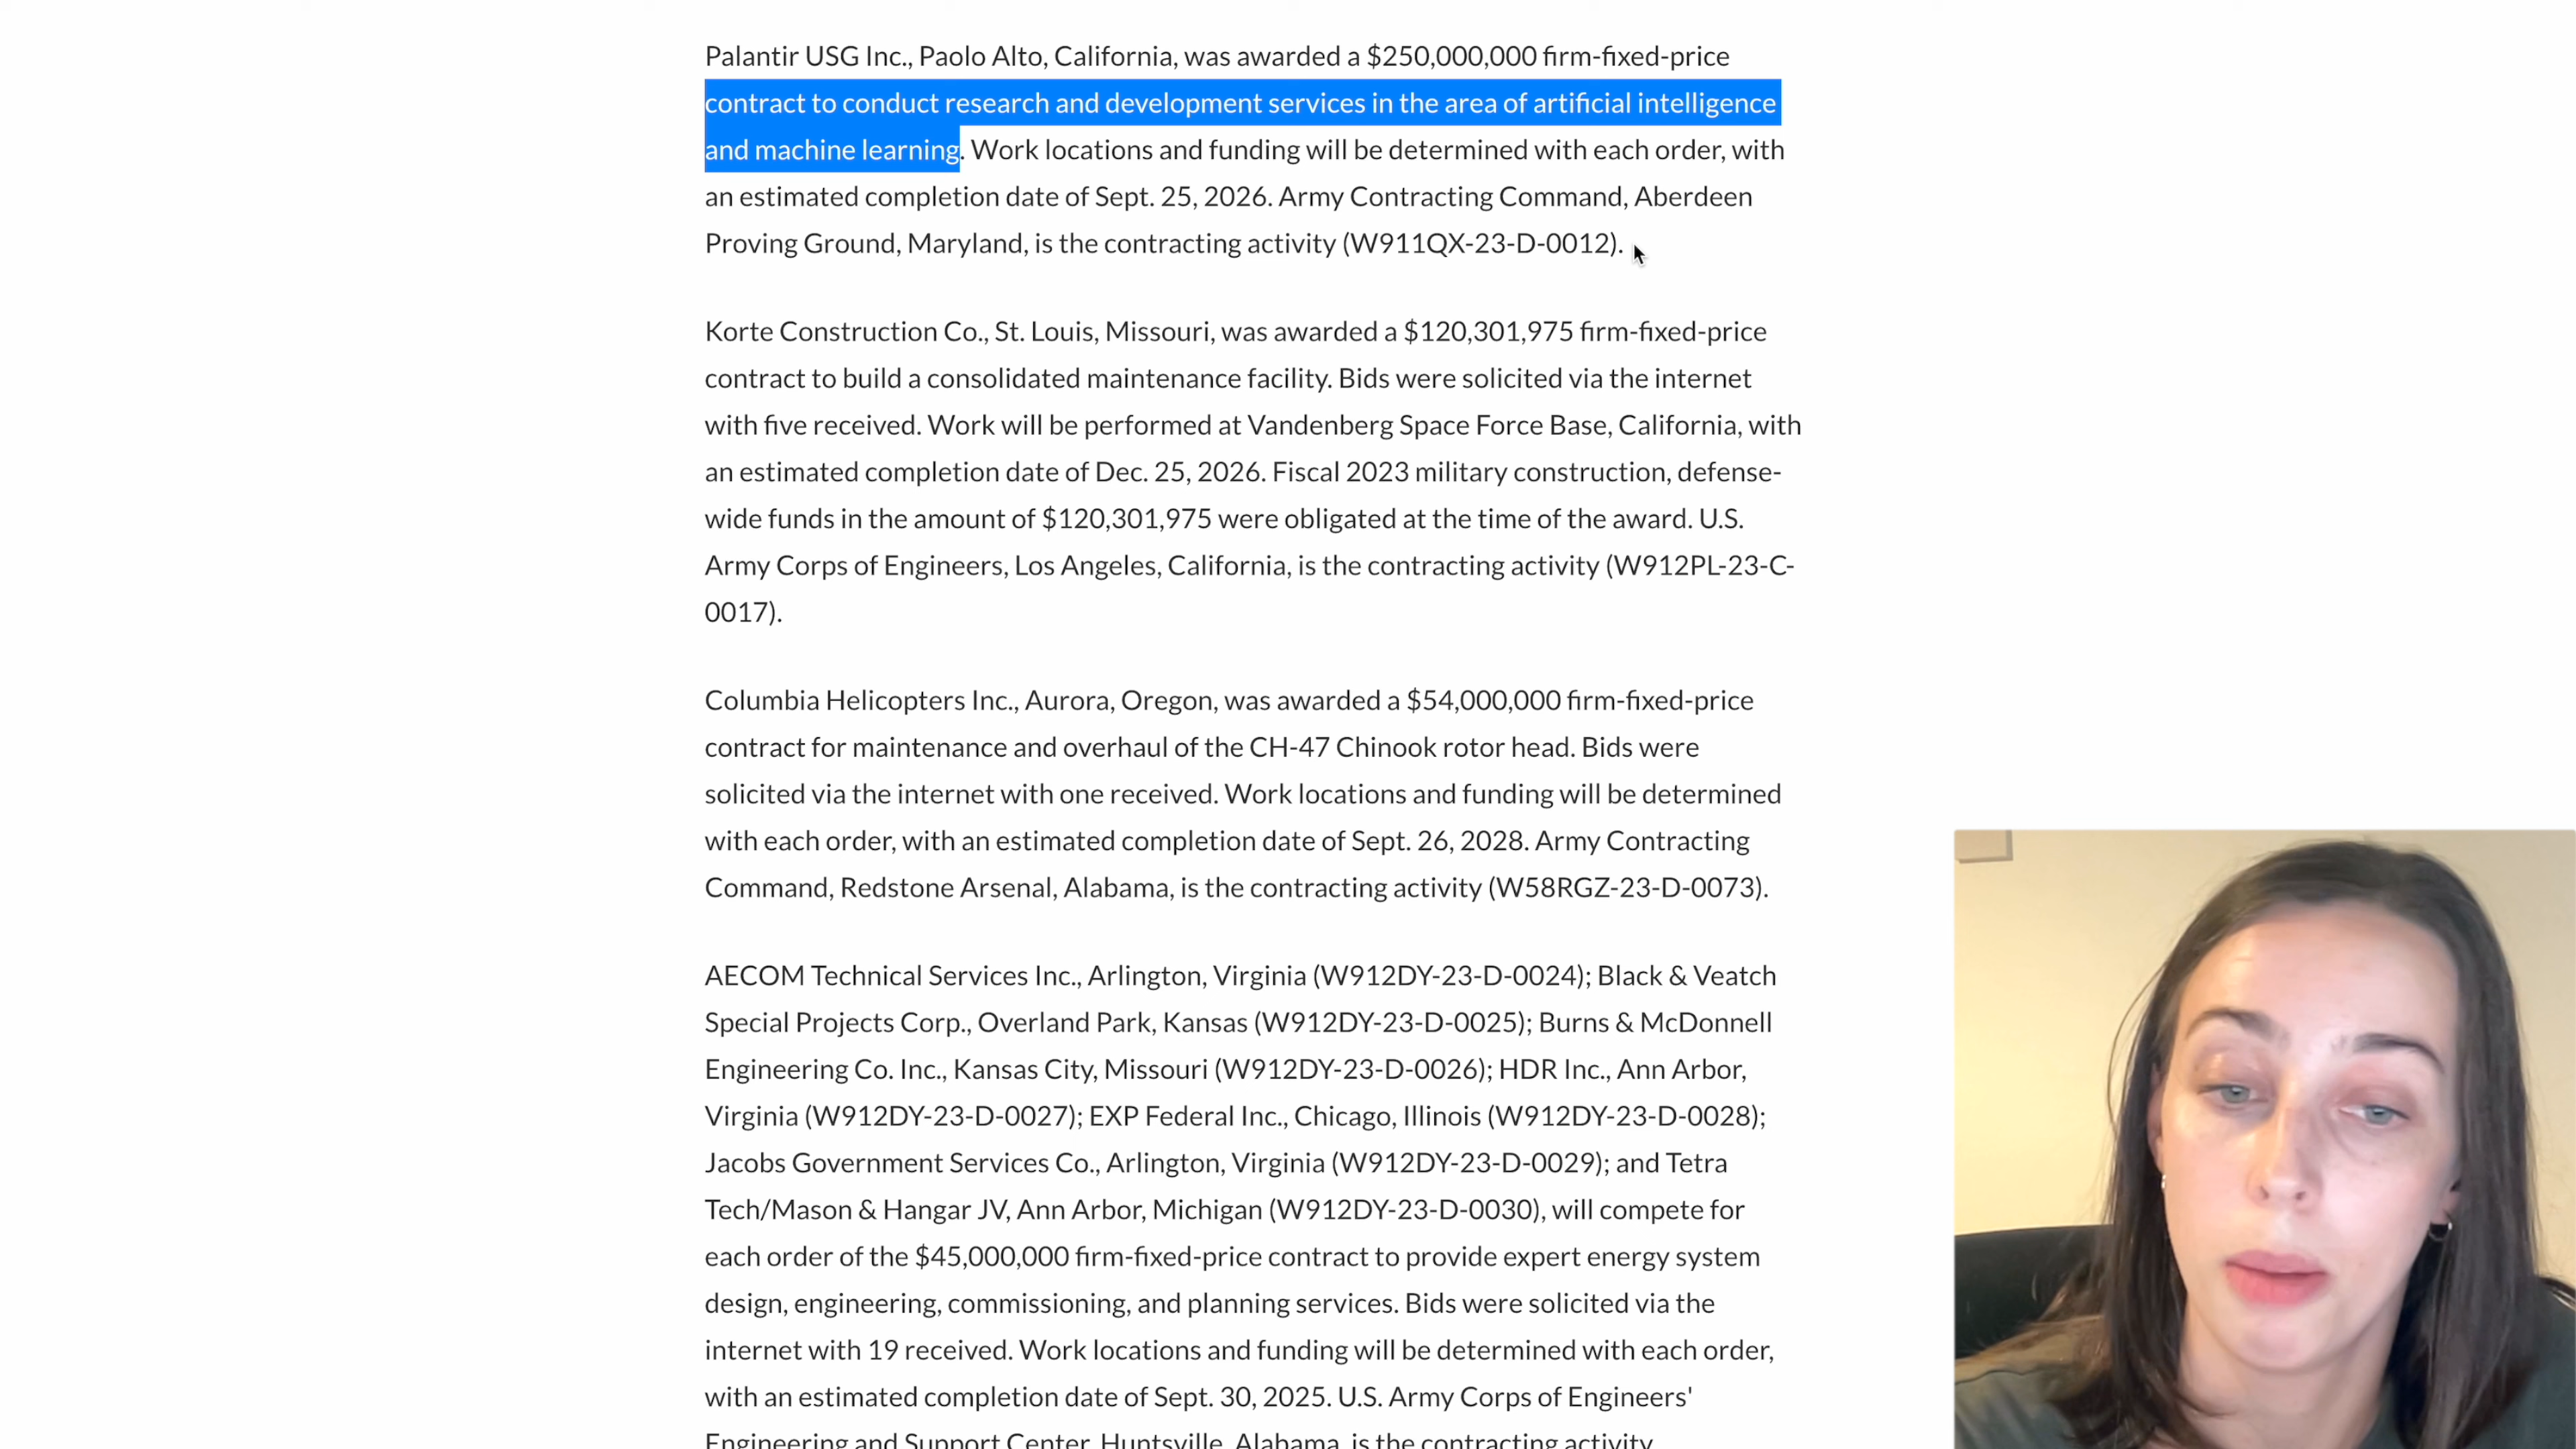 Palantir USG Inc., Paolo Alto, California, was awarded a $250,000,000 firm-fixed-price
contract to conduct research and development services in the area of artificial intelligence
and machine learning. Work locations and funding will be determined with each order, with
an estimated completion date of Sept. 25, 2026. Army Contracting Command, Aberdeen
Proving Ground, Maryland, is the contracting activity (W911QX-23-D-0012).
Korte Construction Co., St. Louis, Missouri, was awarded a $120,301,975 firm-fixed-price
contract to build a consolidated maintenance facility. Bids were solicited via the internet
with five received. Work will be performed at Vandenberg Space Force Base, California, with
an estimated completion date of Dec. 25, 2026. Fiscal 2023 military construction, defense-
wide funds in the amount of $120,301,975 were obligated at the time of the award. U.S.
Army Corps of Engineers, Los Angeles, California, is the contracting activity (W912PL-23-C-
0017).
Columbia Helicopters Inc., Aurora, Oregon, was awarded a $54,000,000 firm-fixed-price
contract for maintenance and overhaul of the CH-47 Chinook rotor head. Bids were
solicited via the internet with one received. Work locations and funding will be determined
with each order, with an estimated completion date of Sept. 26, 2028. Army Contracting
Command, Redstone Arsenal, Alabama, is the contracting activity (W58RGZ-23-D-0073).
AECOM Technical Services Inc., Arlington, Virginia (W912DY-23-D-0024); Black & Veatch
Special Projects Corp., Overland Park, Kansas (W912DY-23-D-0025); Burns & McDonnell
Engineering Co. Inc., Kansas City, Missouri (W912DY-23-D-0026); HDR Inc., Ann Arbor,
Virginia (W912DY-23-D-0027); EXP Federal Inc., Chicago, Illinois (W912DY-23-D-0028);
Jacobs Government Services Co., Arlington, Virginia (W912DY-23-D-0029); and Tetra
Tech/Mason & Hangar JV, Ann Arbor, Michigan (W912DY-23-D-0030), will compete for
each order of the $45,000,000 firm-fixed-price contract to provide expert energy system
design, engineering, commissioning, and planning services. Bids were solicited via the
internet with 19 received. Work locations and funding will be determined with each order,
with an estimated completion date of Sept. 30, 2025. U.S. Army Corps of Engineers'
Engineering and Support Center, Huntsville, Alabama, is the contracting activity